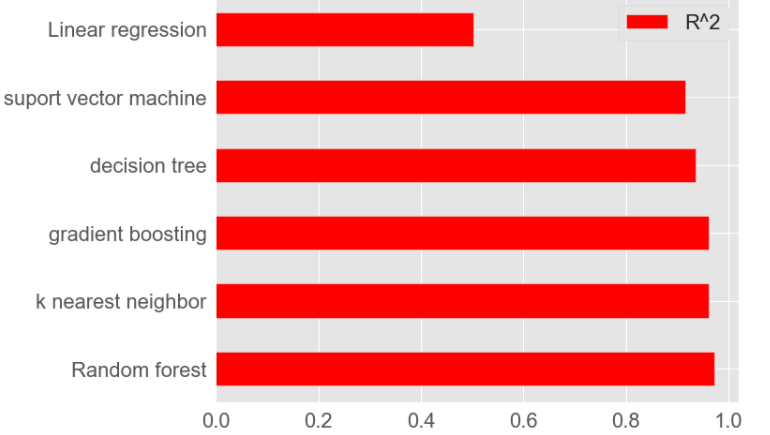 R^2
Linear regression
suport vector machine
decision tree
gradient boosting
k nearest neighbor
Random forest
0.0 0.2 0.4 0.6 0.8 1.0